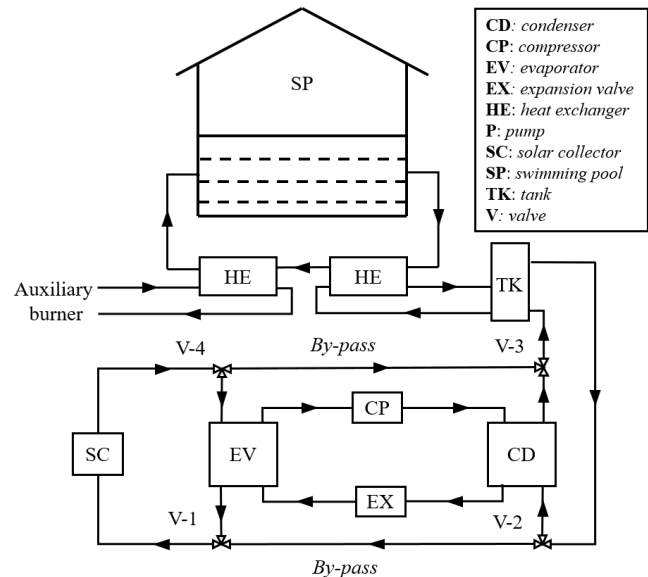 CD: condenser
CP: compressor
EV: evaporator
EX: expansion valve
HE: heat exchanger
P: pump
SC: solar collector
SP: swimming pool
TK: tank
V: valve
SP
HE
HE
TK
Auxiliary
burner
V-4
By-pass
V-3
CP
SC
EV
CD
EX
V-1
V-2
By-pass